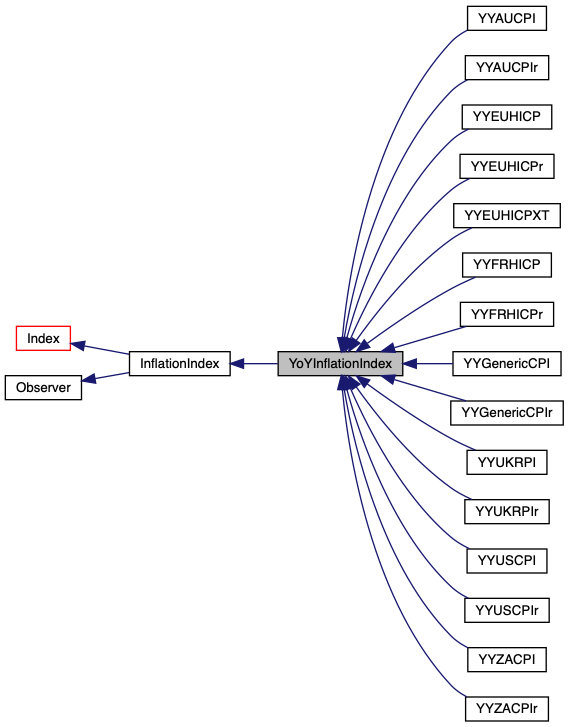 YYAUCPI
YYAUCPIr
YYEUHICP
YYEUHICPr
YYEUHICPXT
YYFRHICP
YYFRHICPr
Index
InflationIndex
YoYInflationIndex
YYGenericCPI
Observer
YYGenericCPIr
YYUKRPI
YYUKRPIr
YYUSCPI
YYUSCPIr
YYZACPI
YYZACPIr